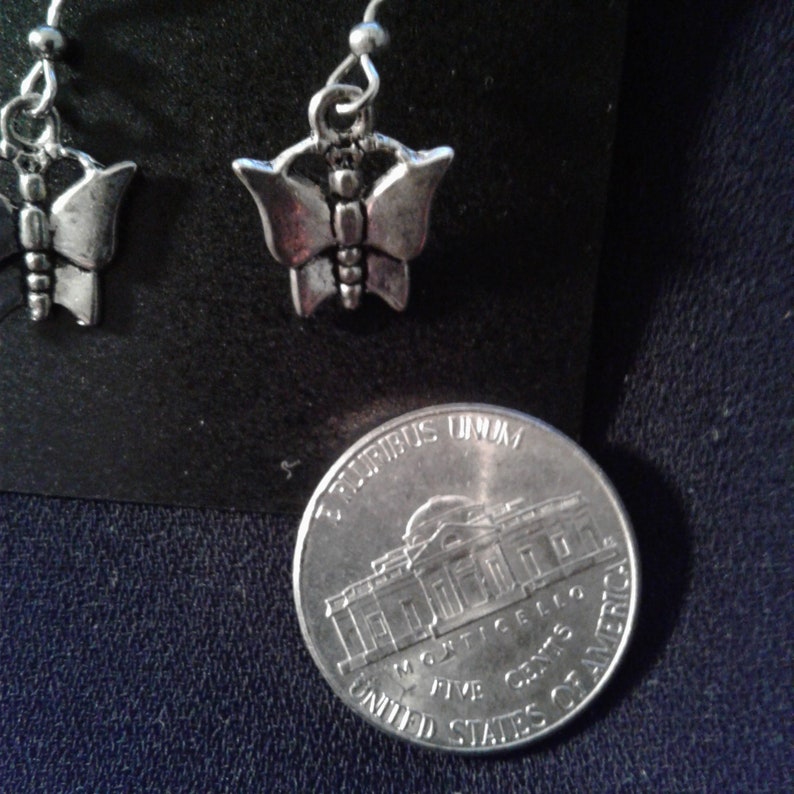 E PLURIBUS UNUM
MONTICELLO
FIVE CENTS
UNITED STATES OF AMERICA